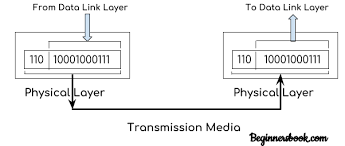 From Data Link Layer To Data Link Layer
110 10001000111 110 10001000111
Physical Layer Physical Layer
Transmission Media
Beginnersbook.com